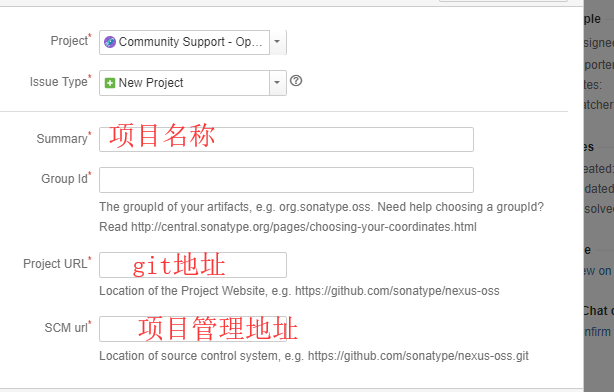 Project* Community Support - Op...
Issue Type* New Project
Summary* 项目名称
Group Id*
The groupId of your artifacts, e.g. org.sonatype.oss. Need help choosing a groupId?
Read http://central.sonatype.org/pages/choosing-your-coordinates.html
Project URL* git地址
Location of the Project Website, e.g. https://github.com/sonatype/nexus-oss
SCM url* 项目管理地址
Location of source control system, e.g. https://github.com/sonatype/nexus-oss.git
ple
signee
porter
tes:
atchers
es
eated:
dated
solved
e
ew on
Chat
nfirm